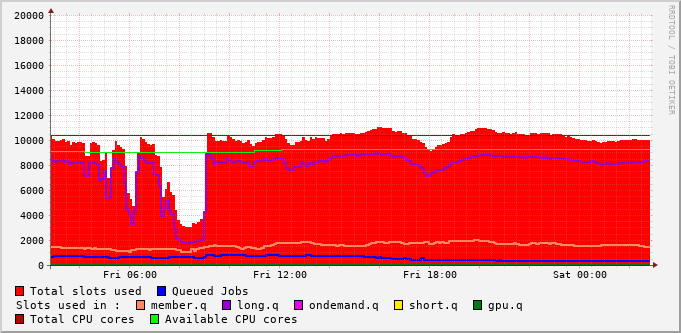 RRDTOOL / TOBI OETIKER
20000
18000
16000
14000
12000
10000
8000
6000
4000
2000
0
Fri 06:00 Fri 12:00 Fri 18:00 Sat 00:00
Total slots used Queued Jobs
Slots used in : member.q long.q ondemand.q short.q gpu.q
Total CPU cores Available CPU cores